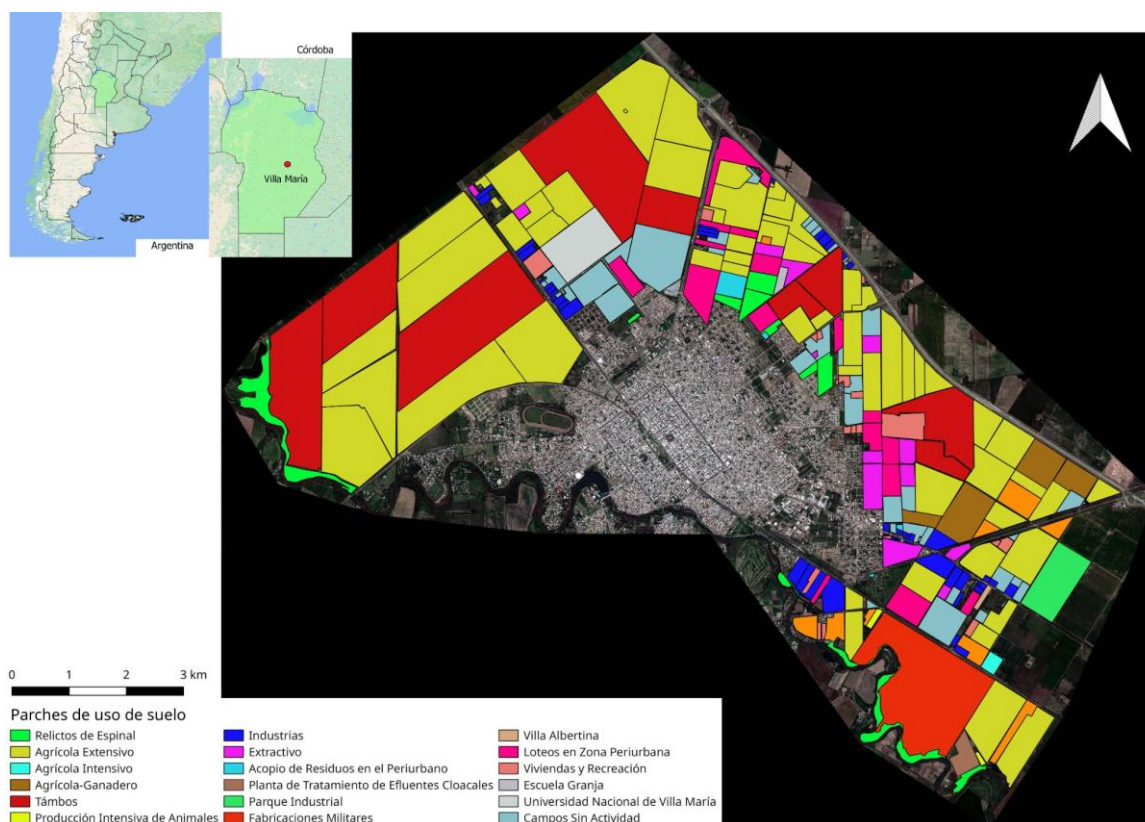 Córdoba
Villa María
Argentina
0 1 2 3 km
Parches de uso de suelo
Relictos de Espinal
Agrícola Extensivo
Agrícola Intensivo
Agrícola-Ganadero
Támbos
Producción Intensiva de Animales
Industrias
Extractivo
Acopio de Residuos en el Periurbano
Planta de Tratamiento de Efluentes Cloacales
Parque Industrial
Fabricaciones Militares
Villa Albertina
Loteos en Zona Periurbana
Viviendas y Recreación
Escuela Granja
Universidad Nacional de Villa María
Campos Sin Actividad